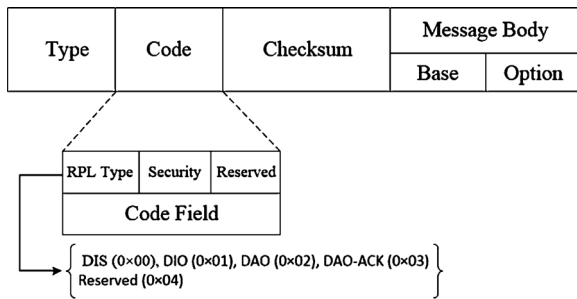 Type
Code
Checksum
Message Body
Base
Option
RPL Type
Security
Reserved
Code Field
DIS (0×00), DIO (0×01), DAO (0×02), DAO-ACK (0×03)
Reserved (0×04)